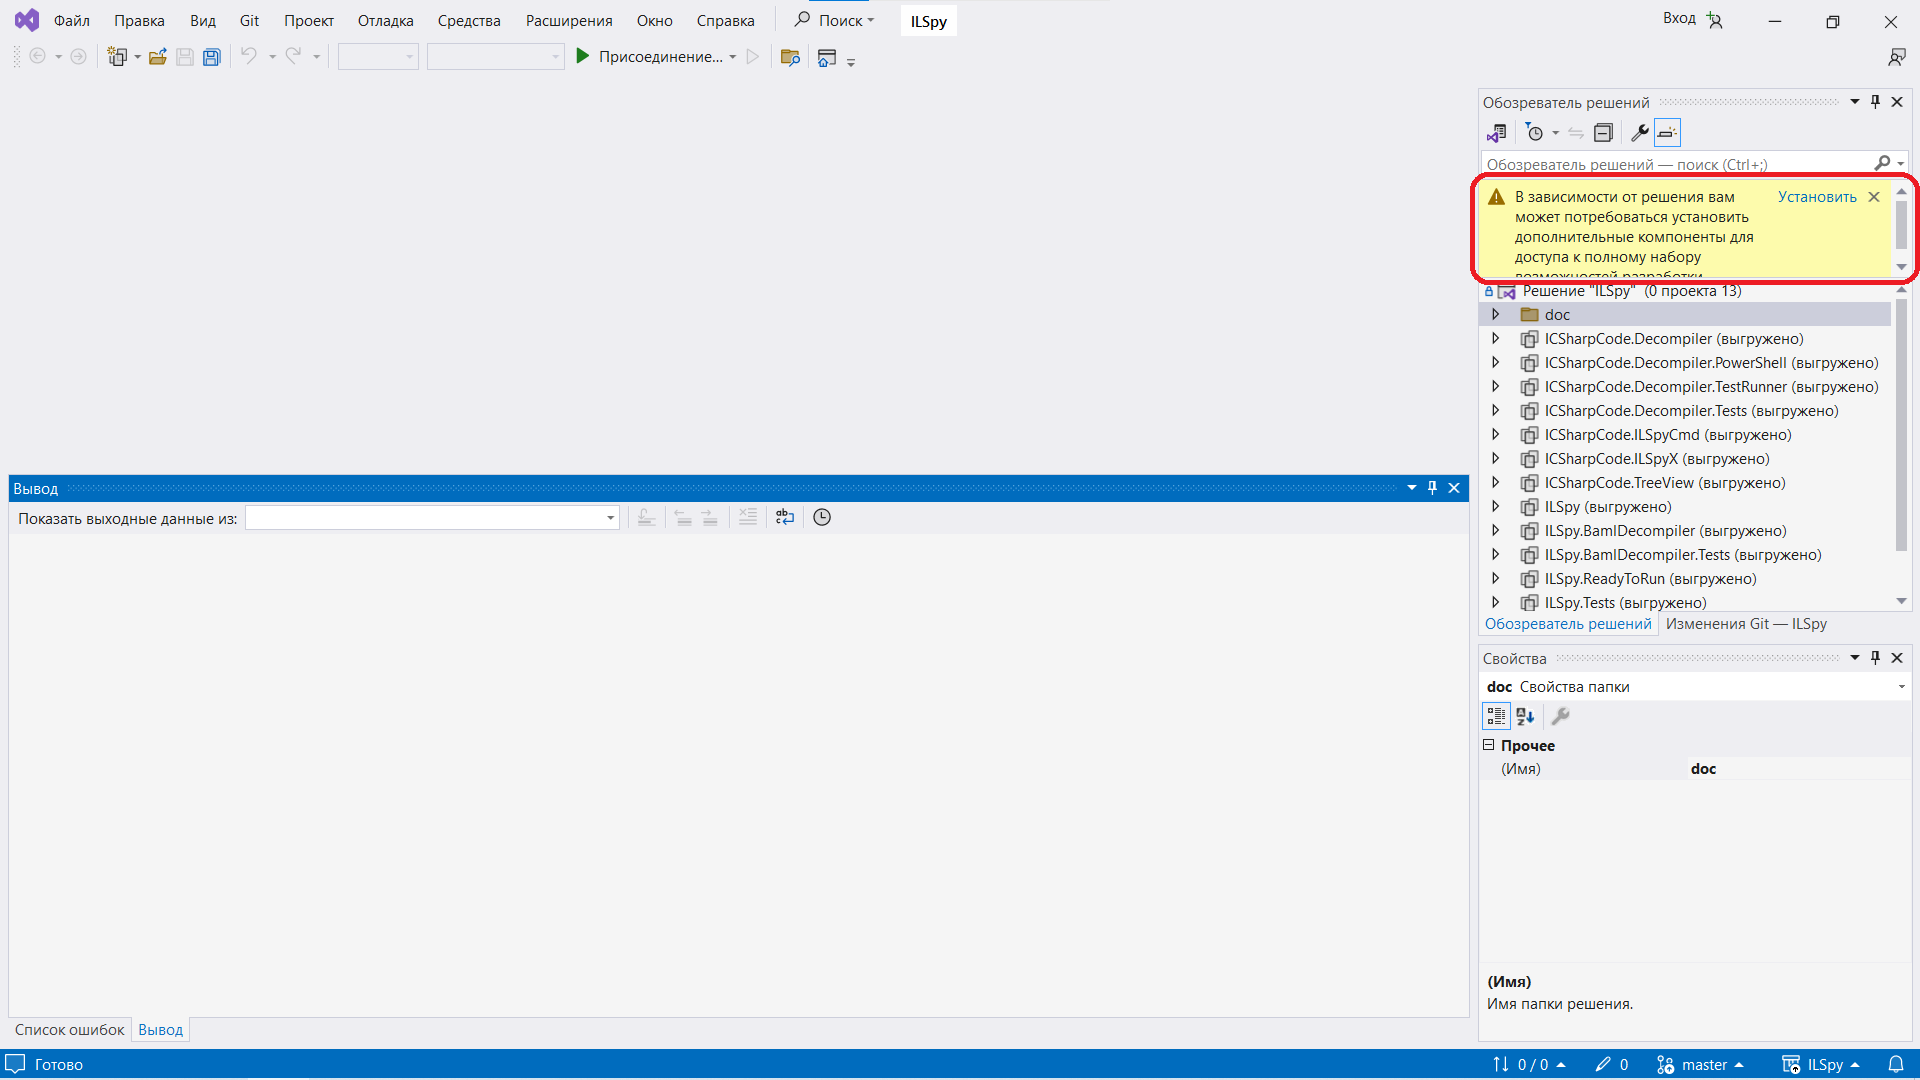 Файл Правка Вид Git Проект Отладка Средства Расширения Окно Справка Поиск ILSpy Вход
Присоединение...
Обозреватель решений
Обозреватель решений — поиск (Ctrl+;)
В зависимости от решения вам Установить
может потребоваться установить
дополнительные компоненты для
доступа к полному набору
возможностей разработки.
Решение "ILSpy" (0 проекта 13)
doc
ICSharpCode.Decompiler (выгружено)
ICSharpCode.Decompiler.PowerShell (выгружено)
ICSharpCode.Decompiler.TestRunner (выгружено)
ICSharpCode.Decompiler.Tests (выгружено)
ICSharpCode.ILSpyCmd (выгружено)
ICSharpCode.ILSpyX (выгружено)
ICSharpCode.TreeView (выгружено)
ILSpy (выгружено)
ILSpy.BamlDecompiler (выгружено)
ILSpy.BamlDecompiler.Tests (выгружено)
ILSpy.ReadyToRun (выгружено)
ILSpy.Tests (выгружено)
Обозреватель решений Изменения Git — ILSpy
Вывод
Показать выходные данные из:
Свойства
doc Свойства папки
Прочее
(Имя) doc
(Имя)
Имя папки решения.
Список ошибок Вывод
Готово 0 / 0 0 master ILSpy